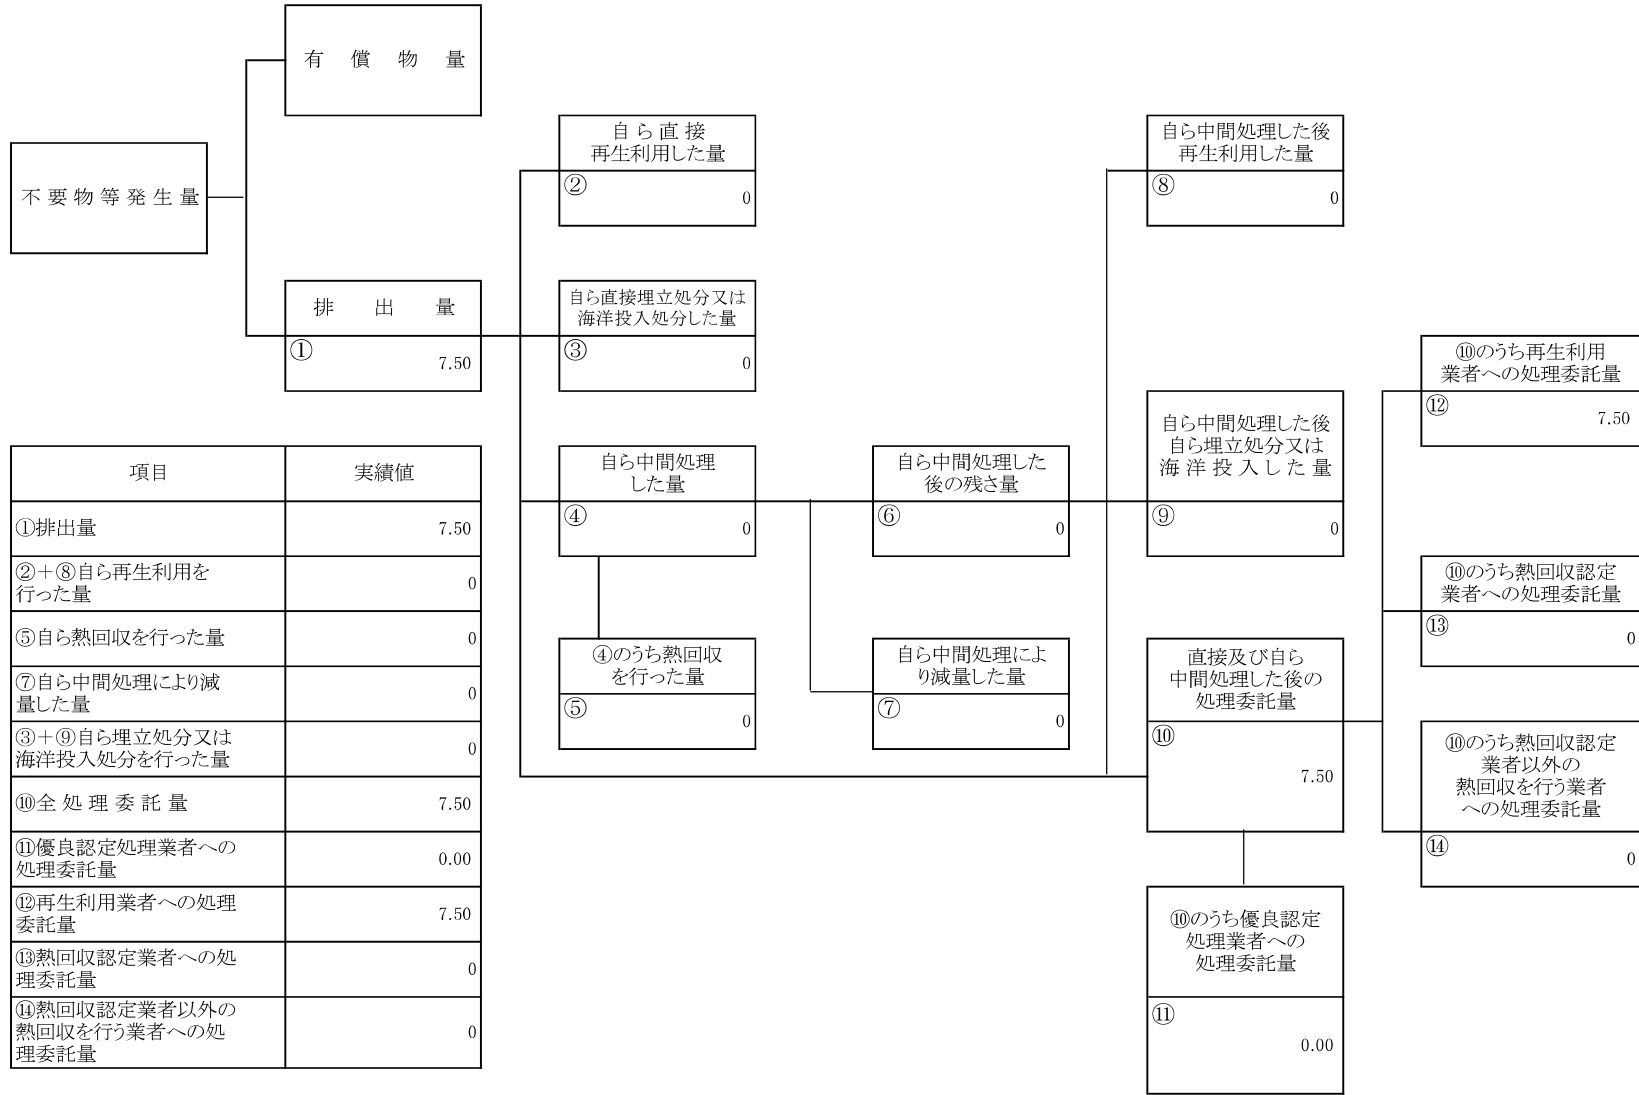 有 償 物 量
不 要 物 等 発 生 量
排 出 量
①
7.50
自 ら 直 接
再生利用した量
②
0
自ら直接埋立処分又は
海洋投入処分した量
③
0
自ら中間処理
した量
④
0
④のうち熱回収
を行った量
⑤
0
自ら中間処理した
後の残さ量
⑥
0
自ら中間処理によ
り減量した量
⑦
0
自ら中間処理した後
再生利用した量
⑧
0
自ら中間処理した後
自ら埋立処分又は
海 洋 投 入 し た 量
⑨
0
直接及び自ら
中間処理した後の
処理委託量
⑩
7.50
⑩のうち優良認定
処理業者への
処理委託量
⑪
0.00
⑩のうち再生利用
業者への処理委託量
⑫
7.50
⑩のうち熱回収認定
業者への処理委託量
⑬
0
⑩のうち熱回収認定
業者以外の
熱回収を行う業者
への処理委託量
⑭
0
項目 実績値
①排出量 7.50
②＋⑧自ら再生利用を
行った量 0
⑤自ら熱回収を行った量 0
⑦自ら中間処理により減
量した量 0
③＋⑨自ら埋立処分又は
海洋投入処分を行った量 0
⑩全 処 理 委 託 量 7.50
⑪優良認定処理業者への
処理委託量 0.00
⑫再生利用業者への処理
委託量 7.50
⑬熱回収認定業者への処
理委託量 0
⑭熱回収認定業者以外の
熱回収を行う業者への処
理委託量 0